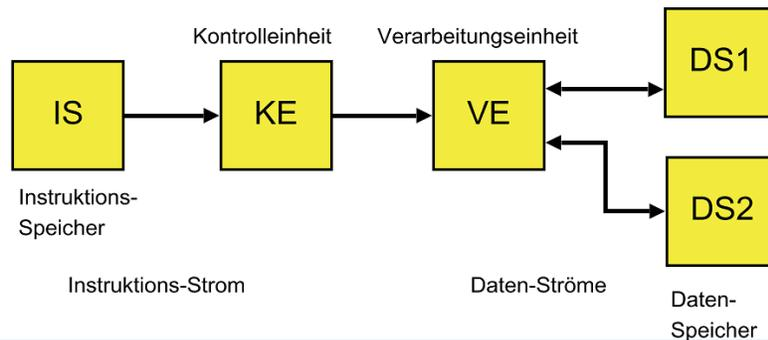 Kontrolleinheit
Verarbeitungseinheit
IS
KE
VE
DS1
DS2
Instruktions-
Speicher
Instruktions-Strom
Daten-Ströme
Daten-
Speicher